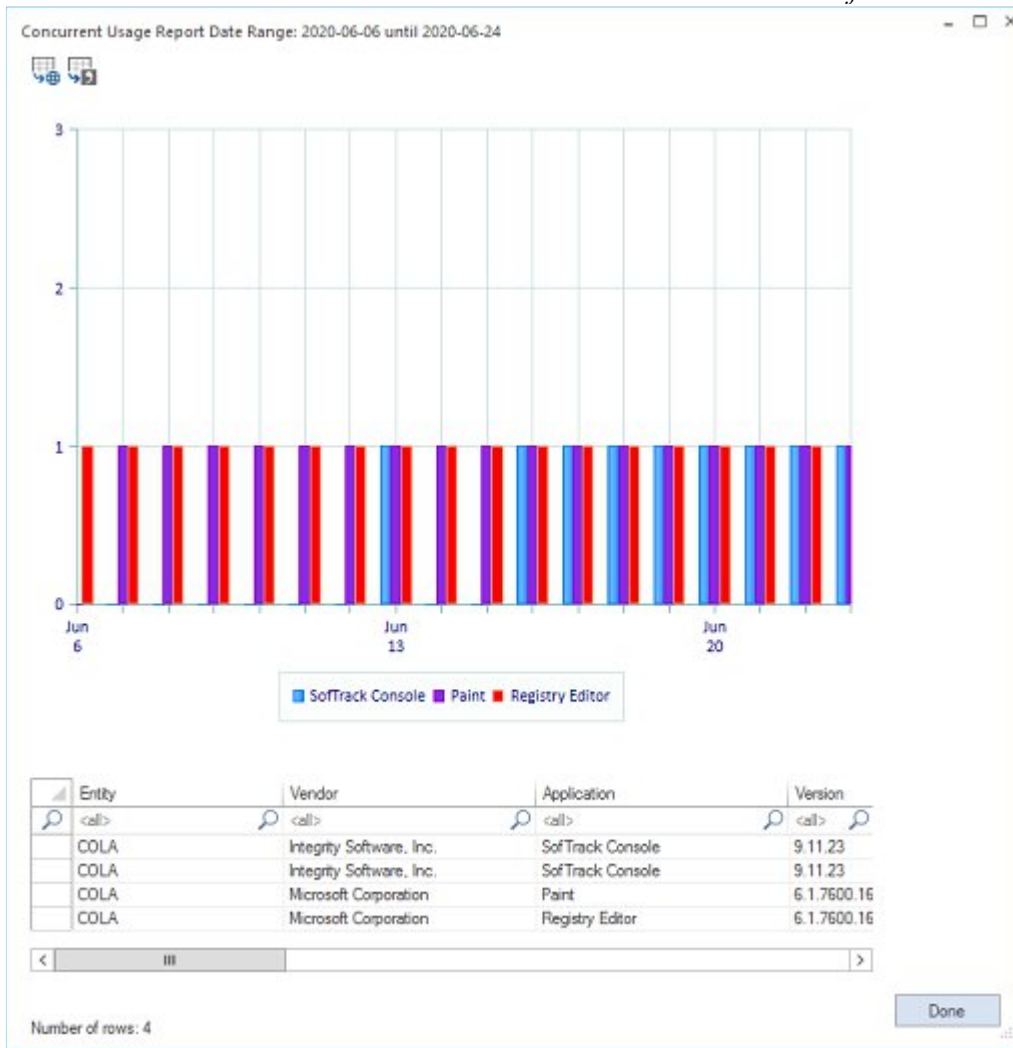 Concurrent Usage Report Date Range: 2020-06-06 until 2020-06-24
3
2
1
0
Jun Jun Jun
6 13 20
SofTrack Console Paint Registry Editor
Entity Vendor Application Version
<all> <all> <all> <all>
COLA Integrity Software, Inc. SofTrack Console 9.11.23
COLA Integrity Software, Inc. SofTrack Console 9.11.23
COLA Microsoft Corporation Paint 6.1.7600.16
COLA Microsoft Corporation Registry Editor 6.1.7600.16
Done
Number of rows: 4